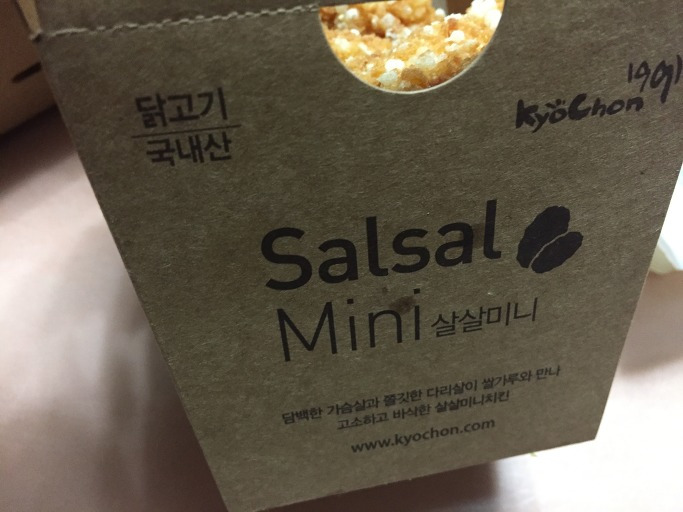 닭고기
국내산
KyoChon 199
Salsal
Mini 살살미니
담백한 가슴살과 쫄깃한 다리살이 쌀가루와 만나
고소하고 바삭한 살살미니치킨
www.kyochon.com